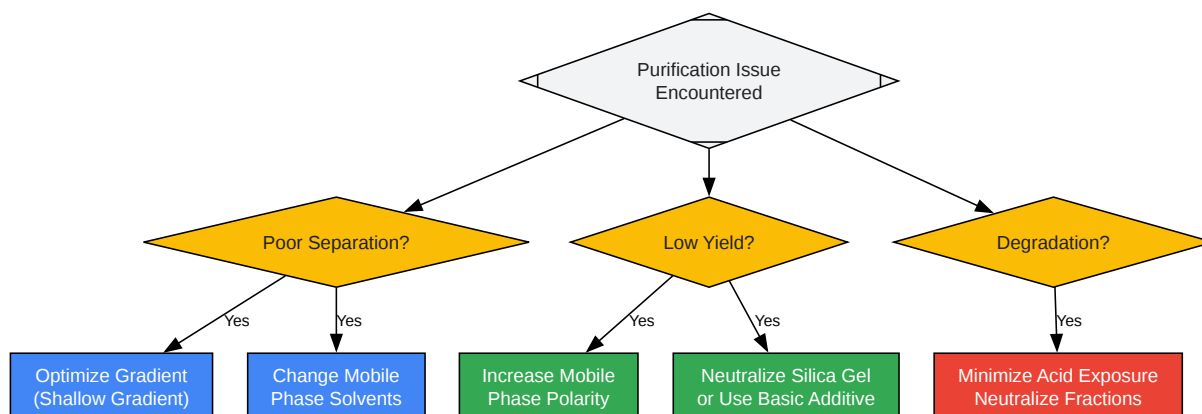 Purification Issue
Encountered
Poor Separation?
Low Yield?
Degradation?
Yes
Yes
Yes
Yes
Yes
Optimize Gradient
(Shallow Gradient)
Change Mobile
Phase Solvents
Increase Mobile
Phase Polarity
Neutralize Silica Gel
or Use Basic Additive
Minimize Acid Exposure
Neutralize Fractions